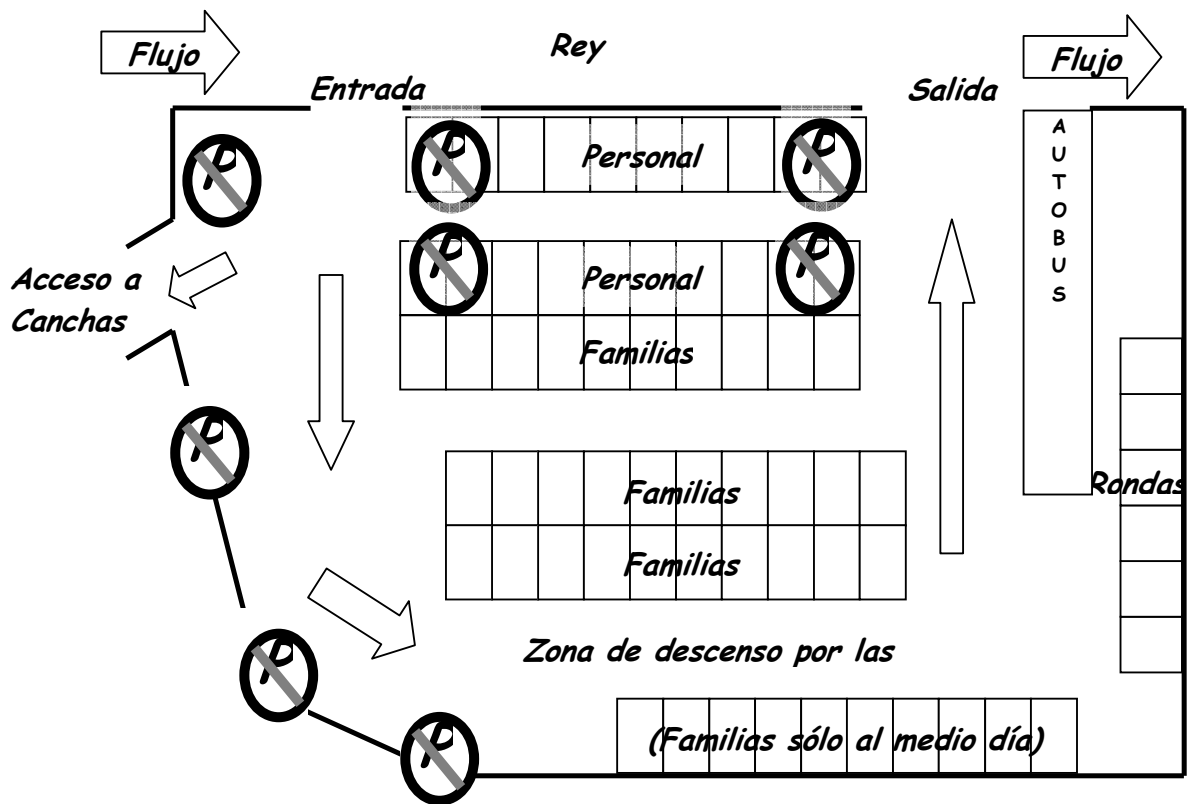 Flujo
Rey
Flujo
Entrada
Salida
P
P
Personal
P
AUTOBUS
P
Personal
P
Acceso a
Canchas
Familias
P
Familias
Rondas
Familias
Zona de descenso por las
P
(Familias sólo al medio día)
P